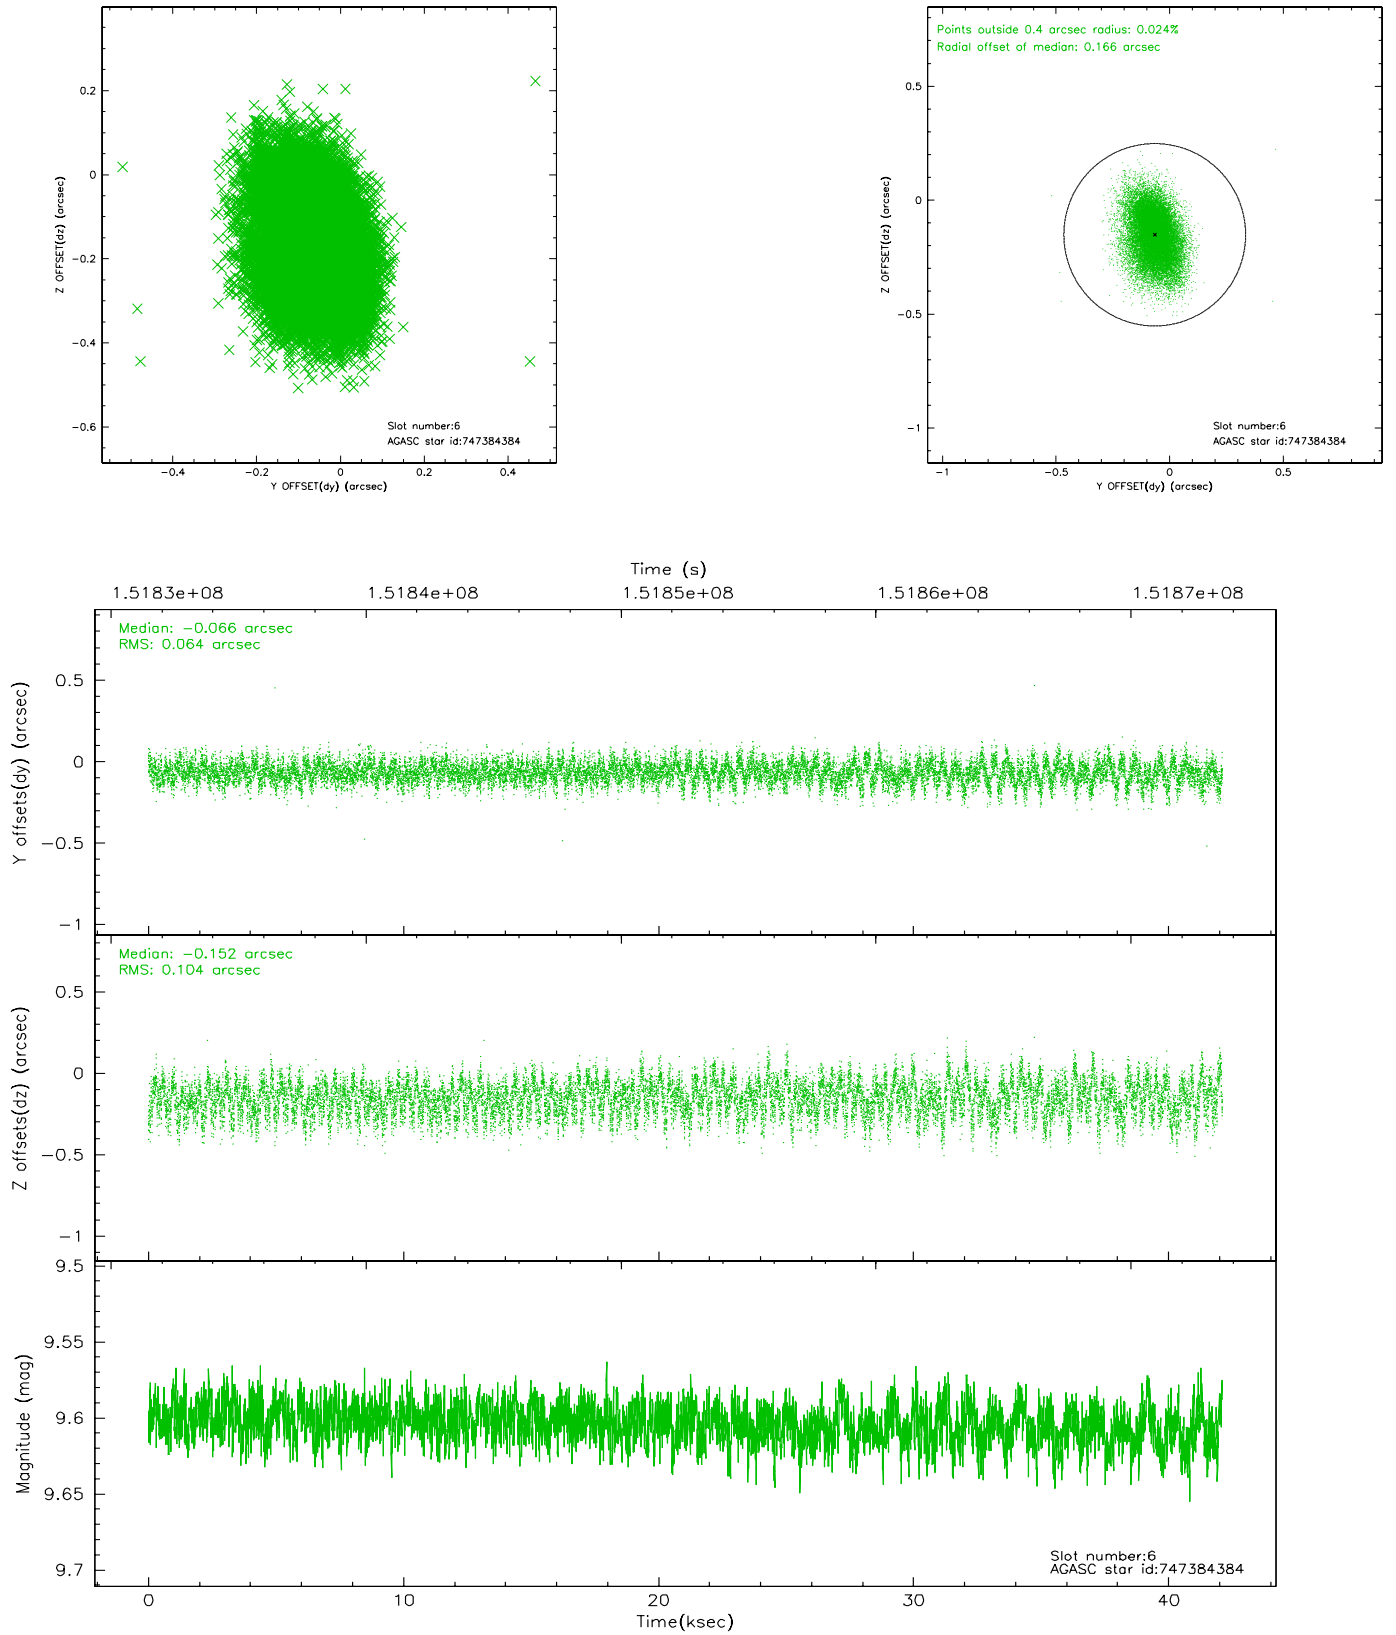 0.2
0
−0.2
−0.4
−0.6
Z OFFSET(dz) (arcsec)
Slot number:6
AGASC star id:747384384
−0.4
−0.2
0
0.2
0.4
Y OFFSET(dy) (arcsec)
Points outside 0.4 arcsec radius: 0.024%
Radial offset of median: 0.166 arcsec
0.5
0
−0.5
−1
Z OFFSET(dz) (arcsec)
Slot number:6
AGASC star id:747384384
−1
−0.5
0
0.5
Y OFFSET(dy) (arcsec)
Time (s)
1.5183e+08
1.5184e+08
1.5185e+08
1.5186e+08
1.5187e+08
Median: −0.066 arcsec
RMS: 0.064 arcsec
0.5
0
−0.5
−1
Y offsets(dy) (arcsec)
Median: −0.152 arcsec
RMS: 0.104 arcsec
0.5
0
−0.5
−1
Z offsets(dz) (arcsec)
9.5
9.55
9.6
9.65
9.7
Magnitude (mag)
Slot number:6
AGASC star id:747384384
0
10
20
30
40
Time(ksec)